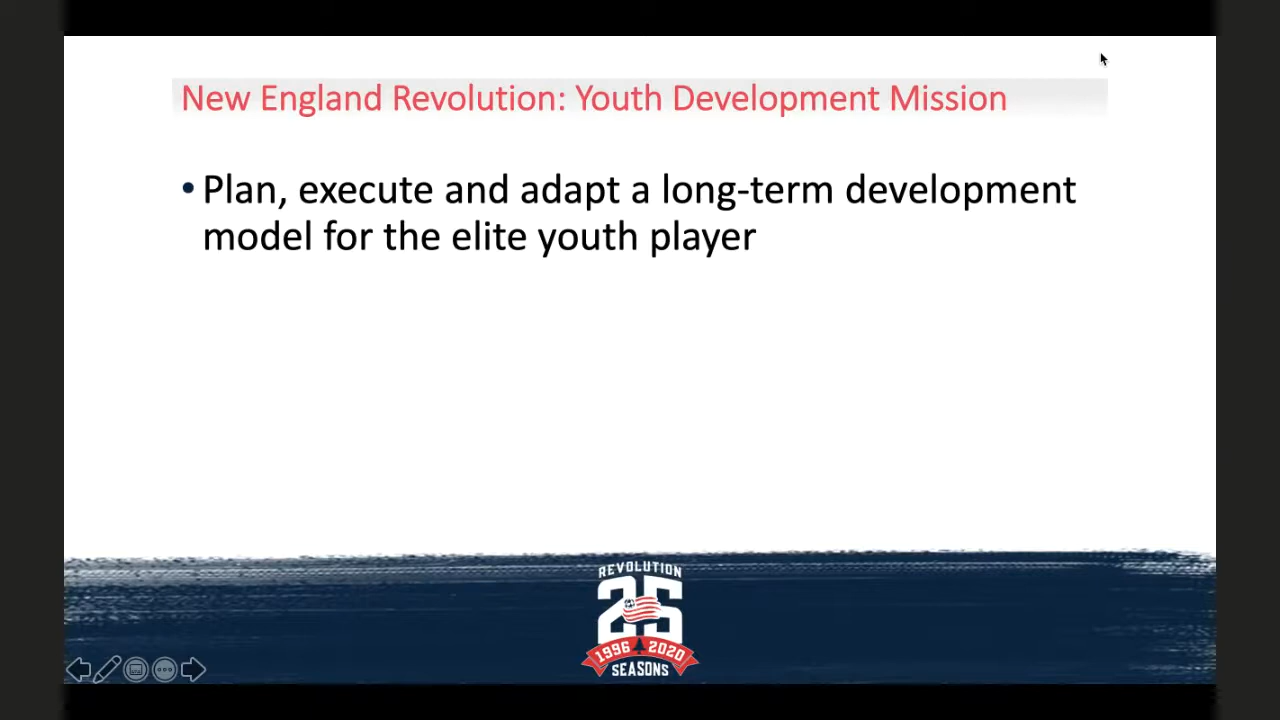 New England Revolution: Youth Development Mission
• Plan, execute and adapt a long-term development
model for the elite youth player
REVOLUTION
25
1996 2020
SEASONS